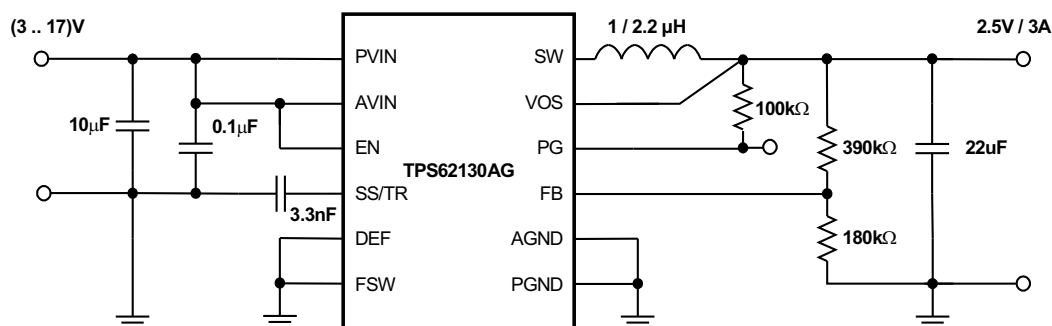 (3 .. 17)V
1 / 2.2 µH
2.5V / 3A
PVIN
SW
AVIN
VOS
10µF
0.1µF
100kΩ
EN
PG
390kΩ
22uF
TPS62130AG
SS/TR
FB
3.3nF
DEF
AGND
180kΩ
FSW
PGND